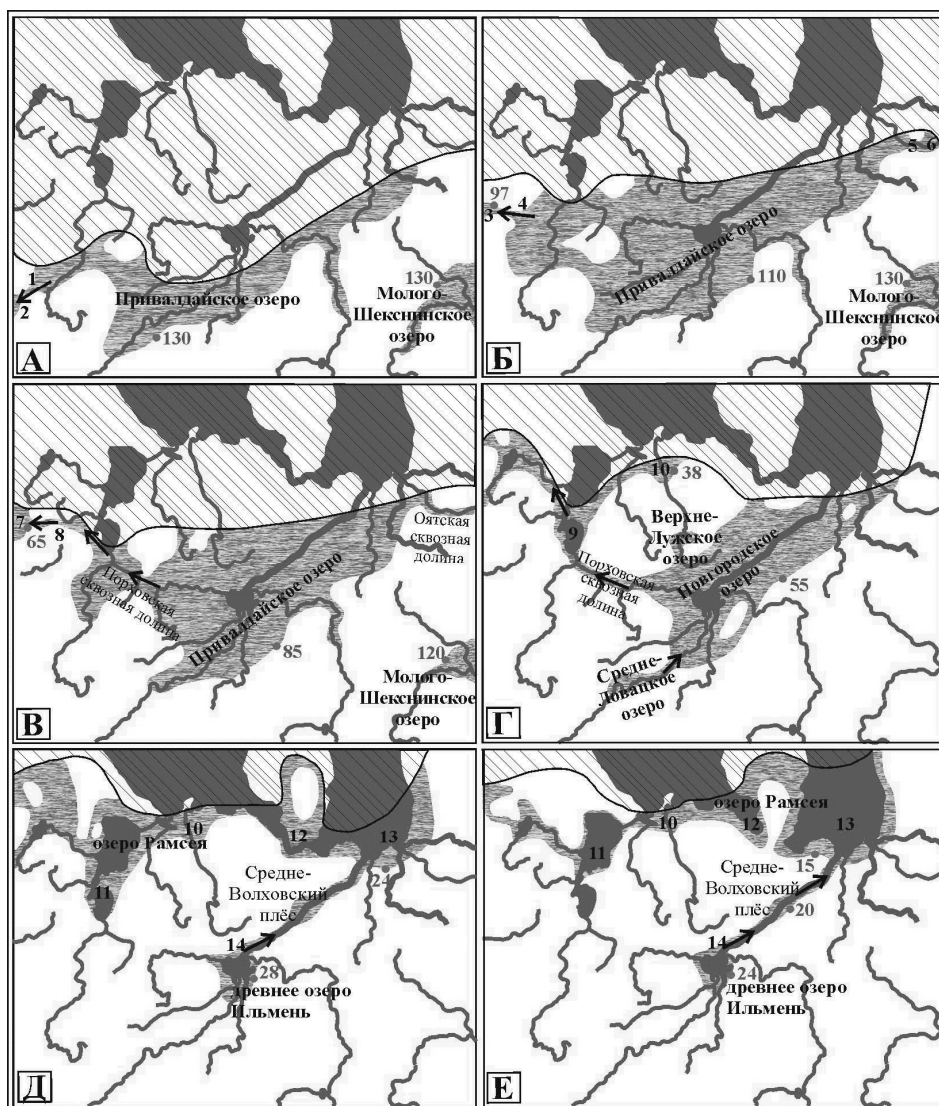 1
2
Привалдайское озеро
130
130
Молого-
Шекснинское
озеро
А
5 6
97
3 4
Привалдайское озеро
110
130
Молого-
Шекснинское
озеро
Б
7 8
65
Порховская
сквозная долина
Привалдайское озеро
Оятская
сквозная
долина
85
120
Молого-
Шекснинское
озеро
В
10 38
9
Верхне-
Лужское
озеро
Новгородское
озеро
Порховская
сквозная
долина
55
Средне-
Ловацкое
озеро
Г
10
озеро Рамсея
12
13
11
24
Средне-
Волховский
плёс
14
28
древнее озеро
Ильмень
Д
озеро Рамсея
10 12 13
11
15
Средне-
Волховский
плёс
20
14
24
древнее озеро
Ильмень
Е